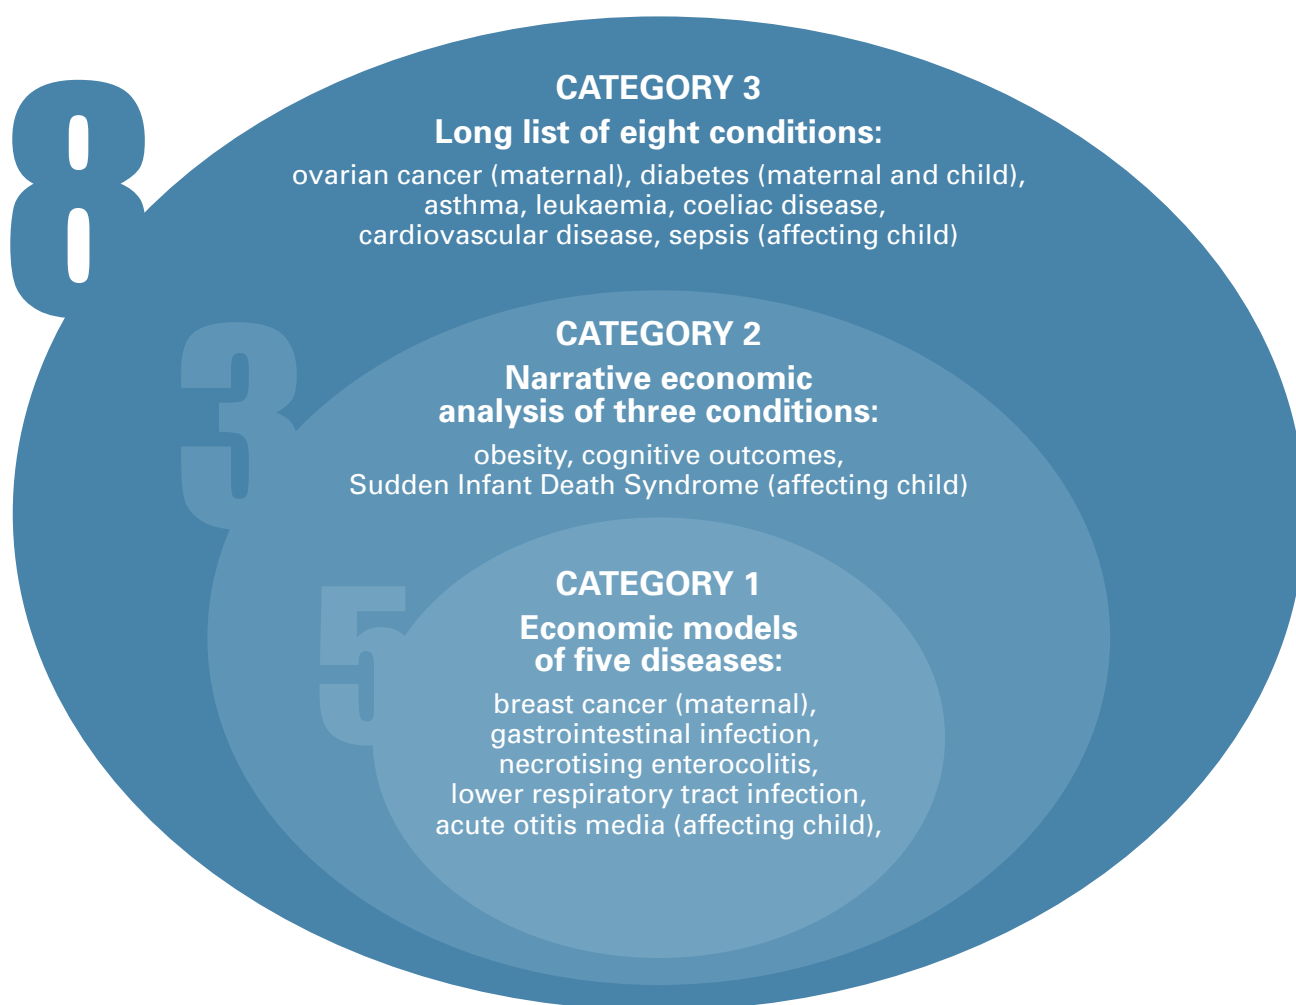 8
CATEGORY 3
Long list of eight conditions:
ovarian cancer (maternal), diabetes (maternal and child),
asthma, leukaemia, coeliac disease,
cardiovascular disease, sepsis (affecting child)
3
CATEGORY 2
Narrative economic
analysis of three conditions:
obesity, cognitive outcomes,
Sudden Infant Death Syndrome (affecting child)
5
CATEGORY 1
Economic models
of five diseases:
breast cancer (maternal),
gastrointestinal infection,
necrotising enterocolitis,
lower respiratory tract infection,
acute otitis media (affecting child),